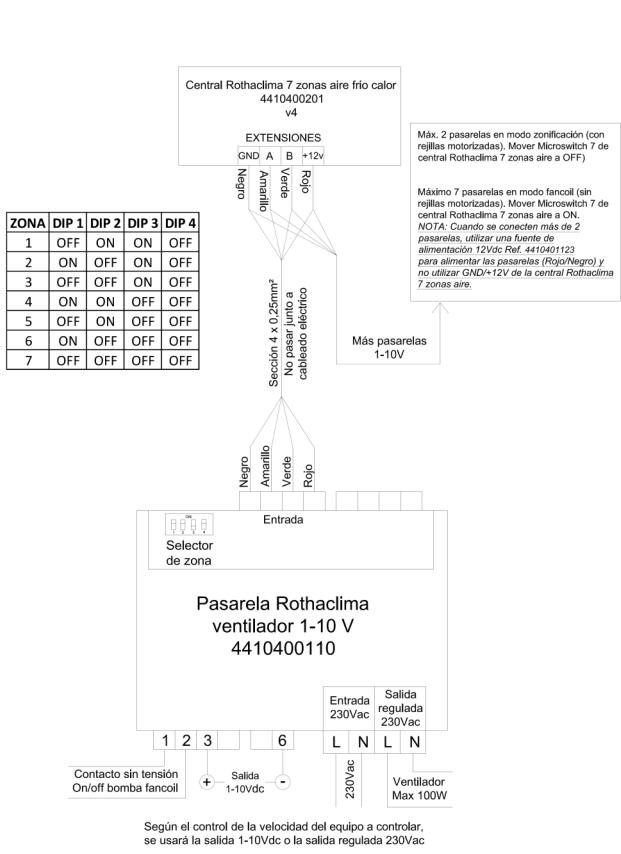 Central Rothaclima 7 zonas aire frio calor
4410400201
v4
EXTENSIONES
GND A B +12v
Negro
Amarillo
Verde
Rojo
Máx. 2 pasarelas en modo zonificación (con
rejillas motorizadas). Mover Microswitch 7 de
central Rothaclima 7 zonas aire a OFF)
Máximo 7 pasarelas en modo fancoil (sin
rejillas motorizadas). Mover Microswitch 7 de
central Rothaclima 7 zonas aire a ON.
NOTA: Cuando se conecten más de 2
pasarelas, utilizar una fuente de
alimentación 12Vdc Ref. 4410401123
para alimentar las pasarelas (Rojo/Negro) y
no utilizar GND/+12V de la central Rothaclima
7 zonas aire.
ZONA DIP 1 DIP 2 DIP 3 DIP 4
1 OFF ON ON OFF
2 ON OFF ON OFF
3 OFF OFF ON OFF
4 ON ON OFF OFF
5 OFF ON OFF OFF
6 ON OFF OFF OFF
7 OFF OFF OFF OFF
Sección 4 x 0,25mm²
No pasar junto a
cableado eléctrico
Más pasarelas
1-10V
Negro
Amarillo
Verde
Rojo
Entrada
ON
1 2 3 4
Selector
de zona
Pasarela Rothaclima
ventilador 1-10 V
4410400110
Entrada
230Vac
Salida
regulada
230Vac
1 2 3 6 L N L N
Contacto sin tensión
On/off bomba fancoil
+ Salida -
1-10Vdc
230Vac
Ventilador
Max 100W
Según el control de la velocidad del equipo a controlar,
se usará la salida 1-10Vdc o la salida regulada 230Vac